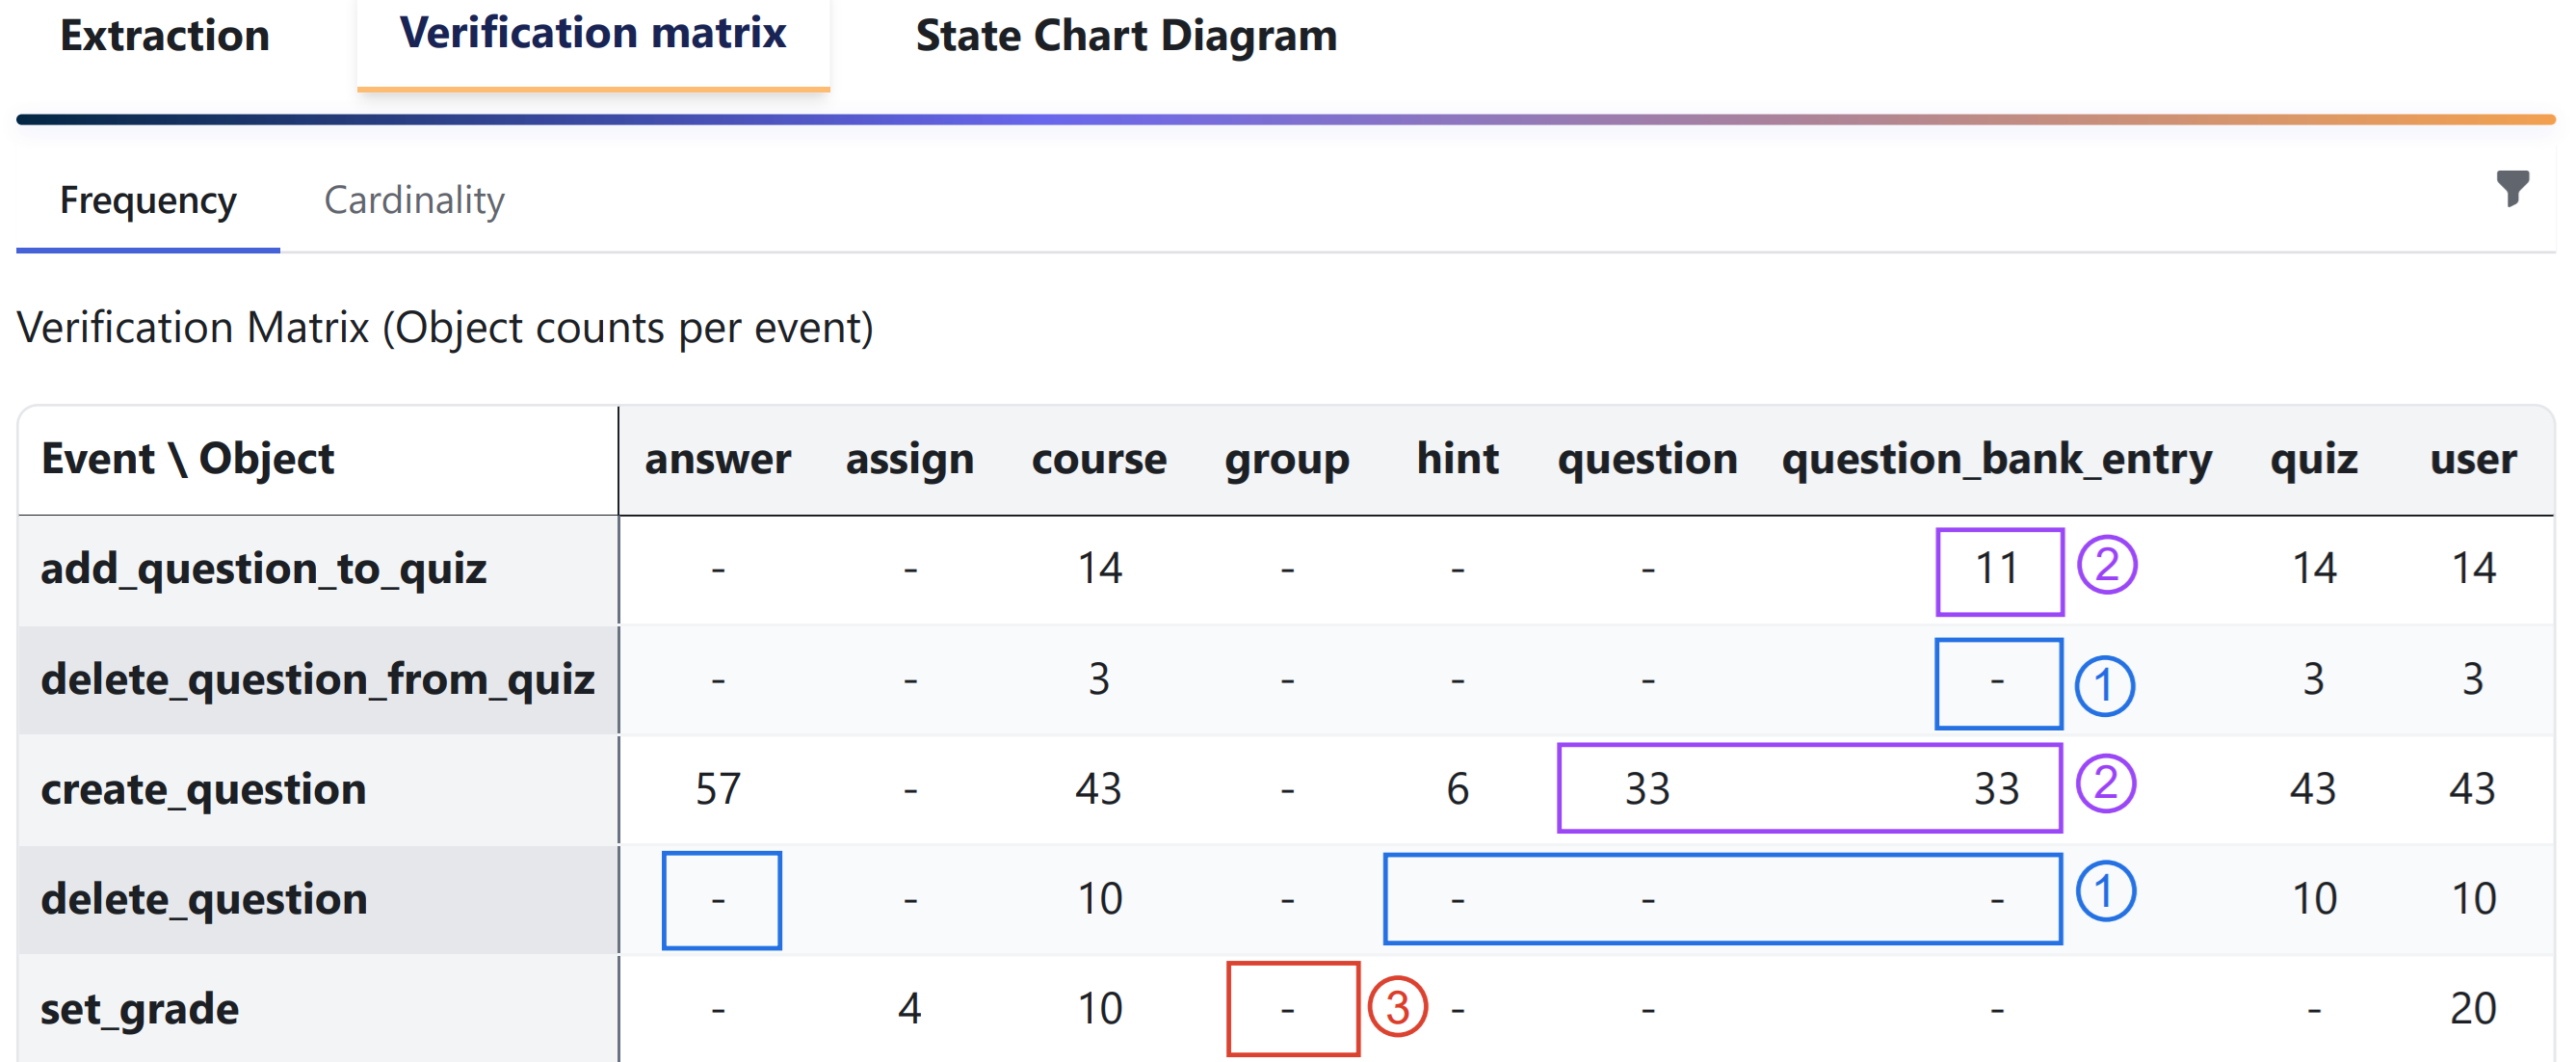 Extraction Verification matrix State Chart Diagram
Frequency Cardinality
Verification Matrix (Object counts per event)
Event \ Object answer assign course group hint question question_bank_entry quiz user
add_question_to_quiz - - 14 - - - 11 2 14 14
delete_question_from_quiz - - 3 - - - - 1 3 3
create_question 57 - 43 - 6 33 33 2 43 43
delete_question - - 10 - - - - 1 10 10
set_grade - 4 10 - 3 - - - - 20